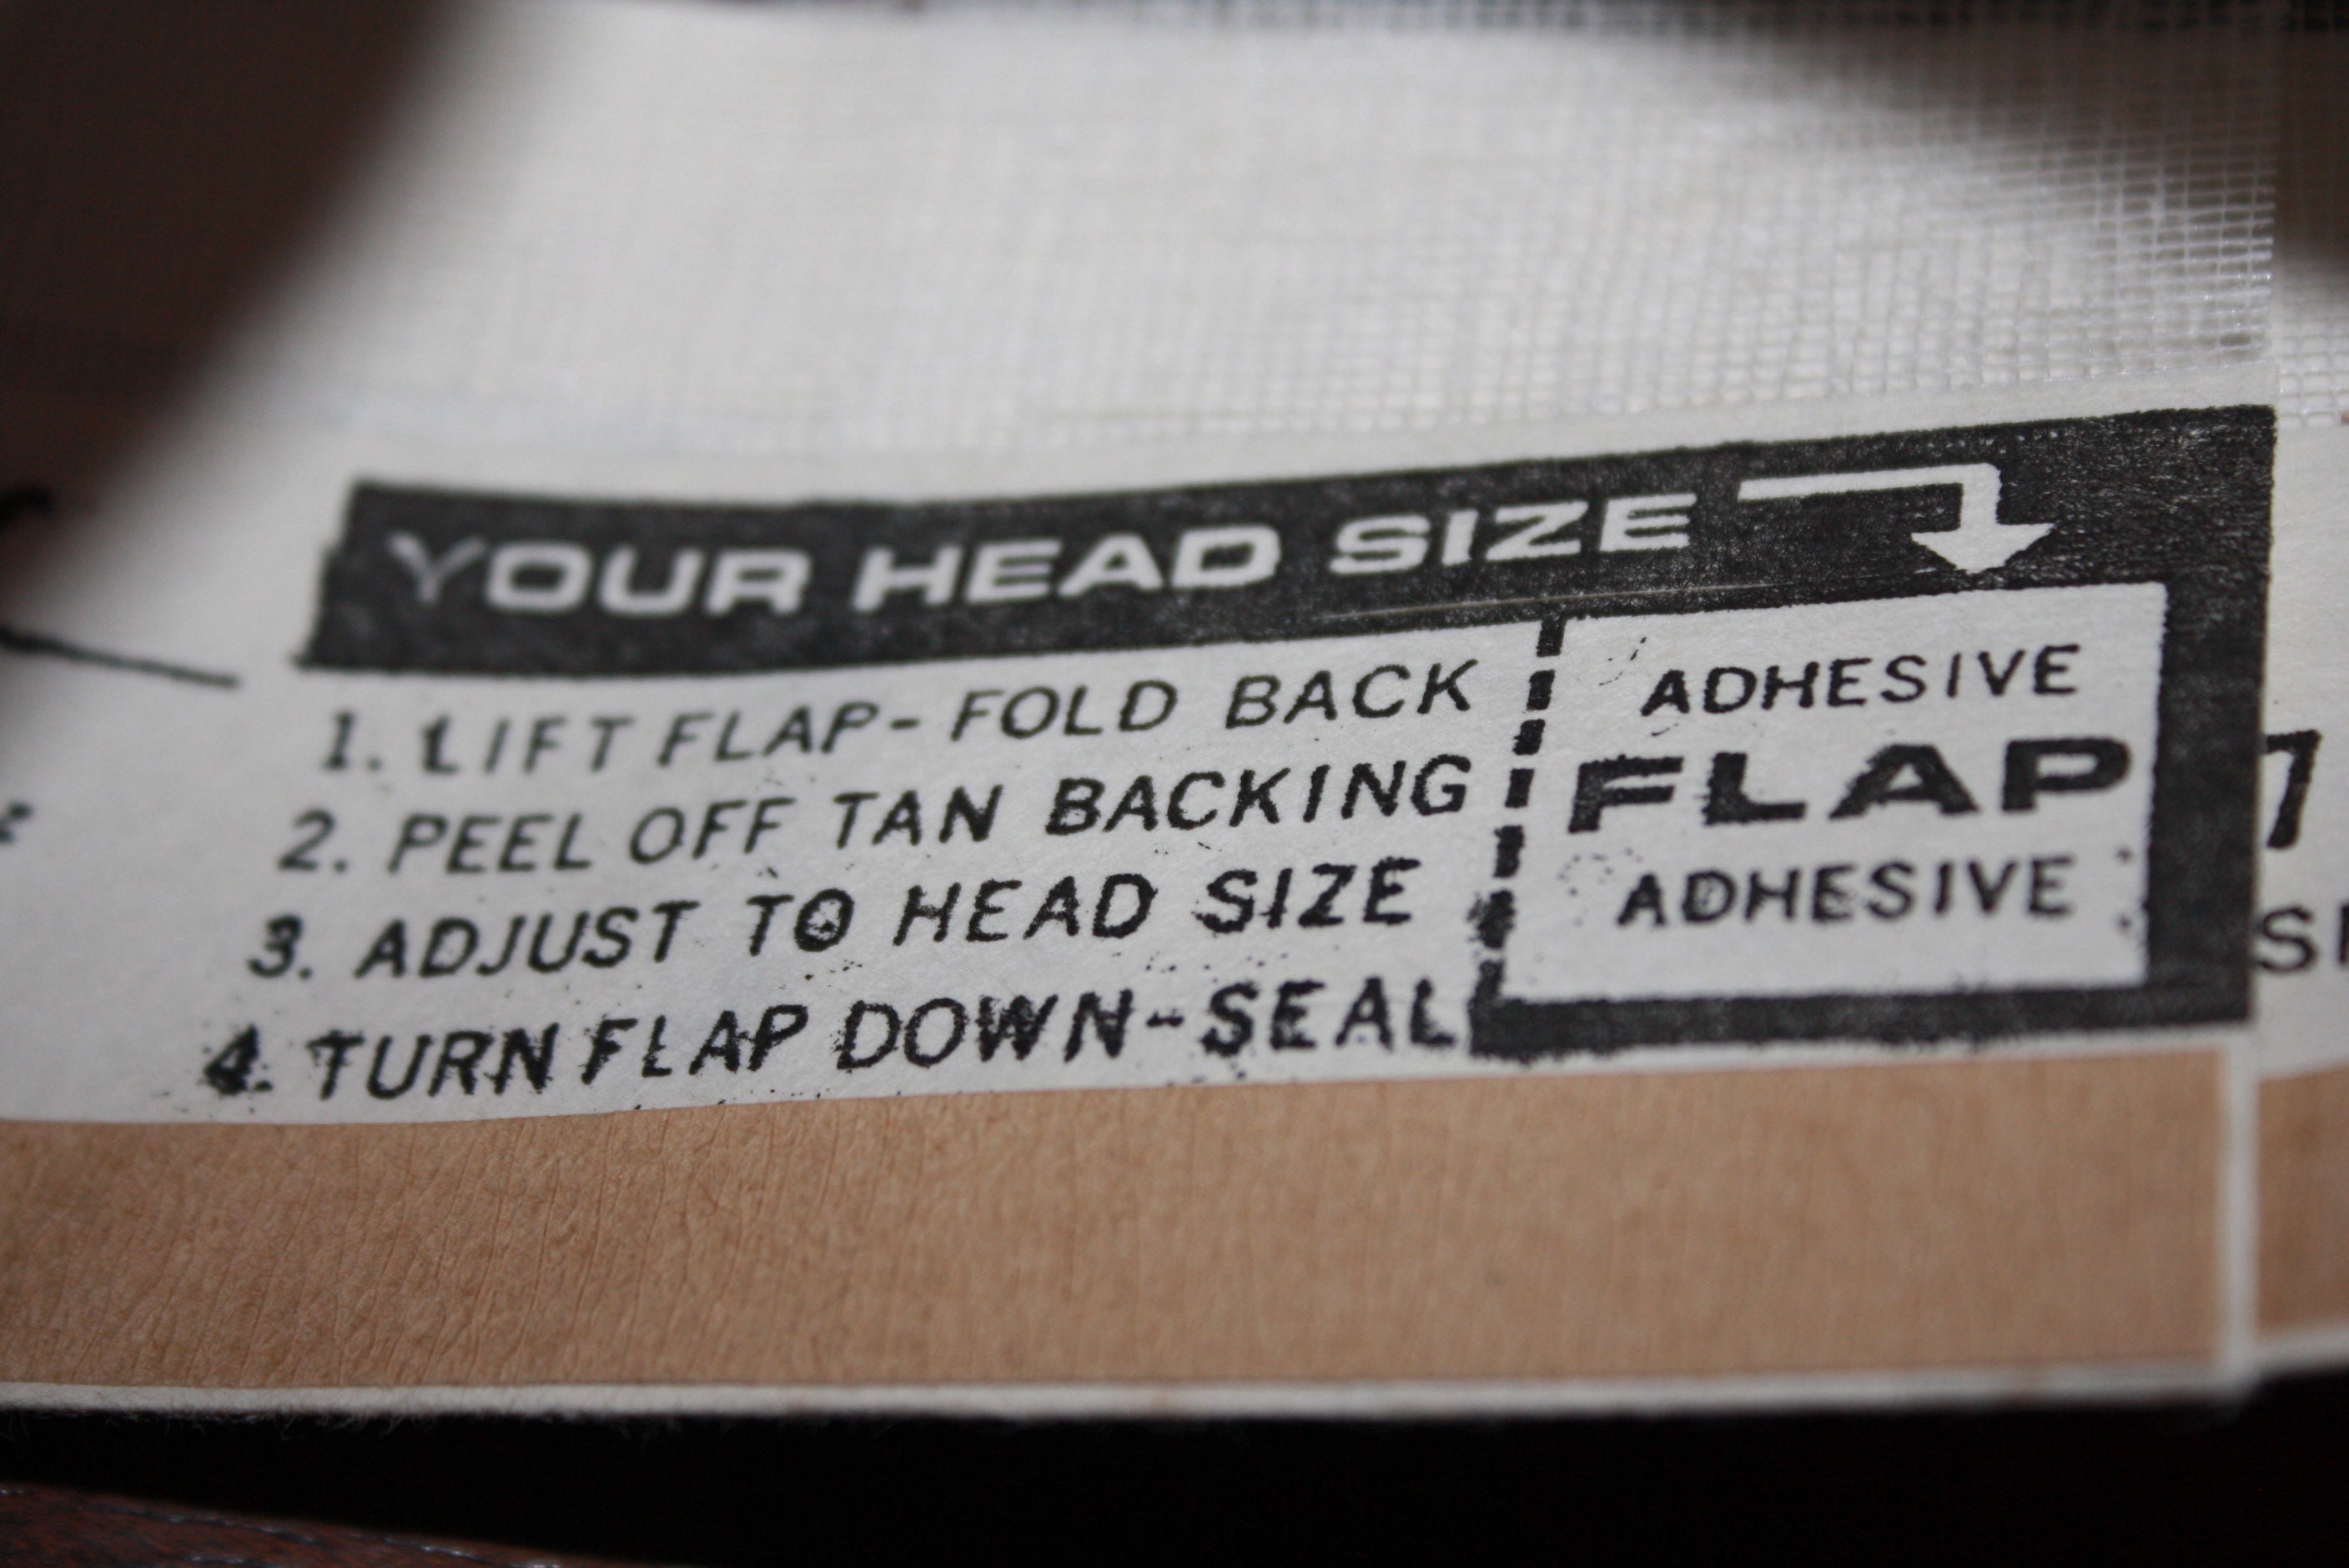 YOUR HEAD SIZE
1. LIFT FLAP-FOLD BACK
2. PEEL OFF TAN BACKING
3. ADJUST TO HEAD SIZE
4. TURN FLAP DOWN-SEAL
ADHESIVE
FLAP
ADHESIVE
7